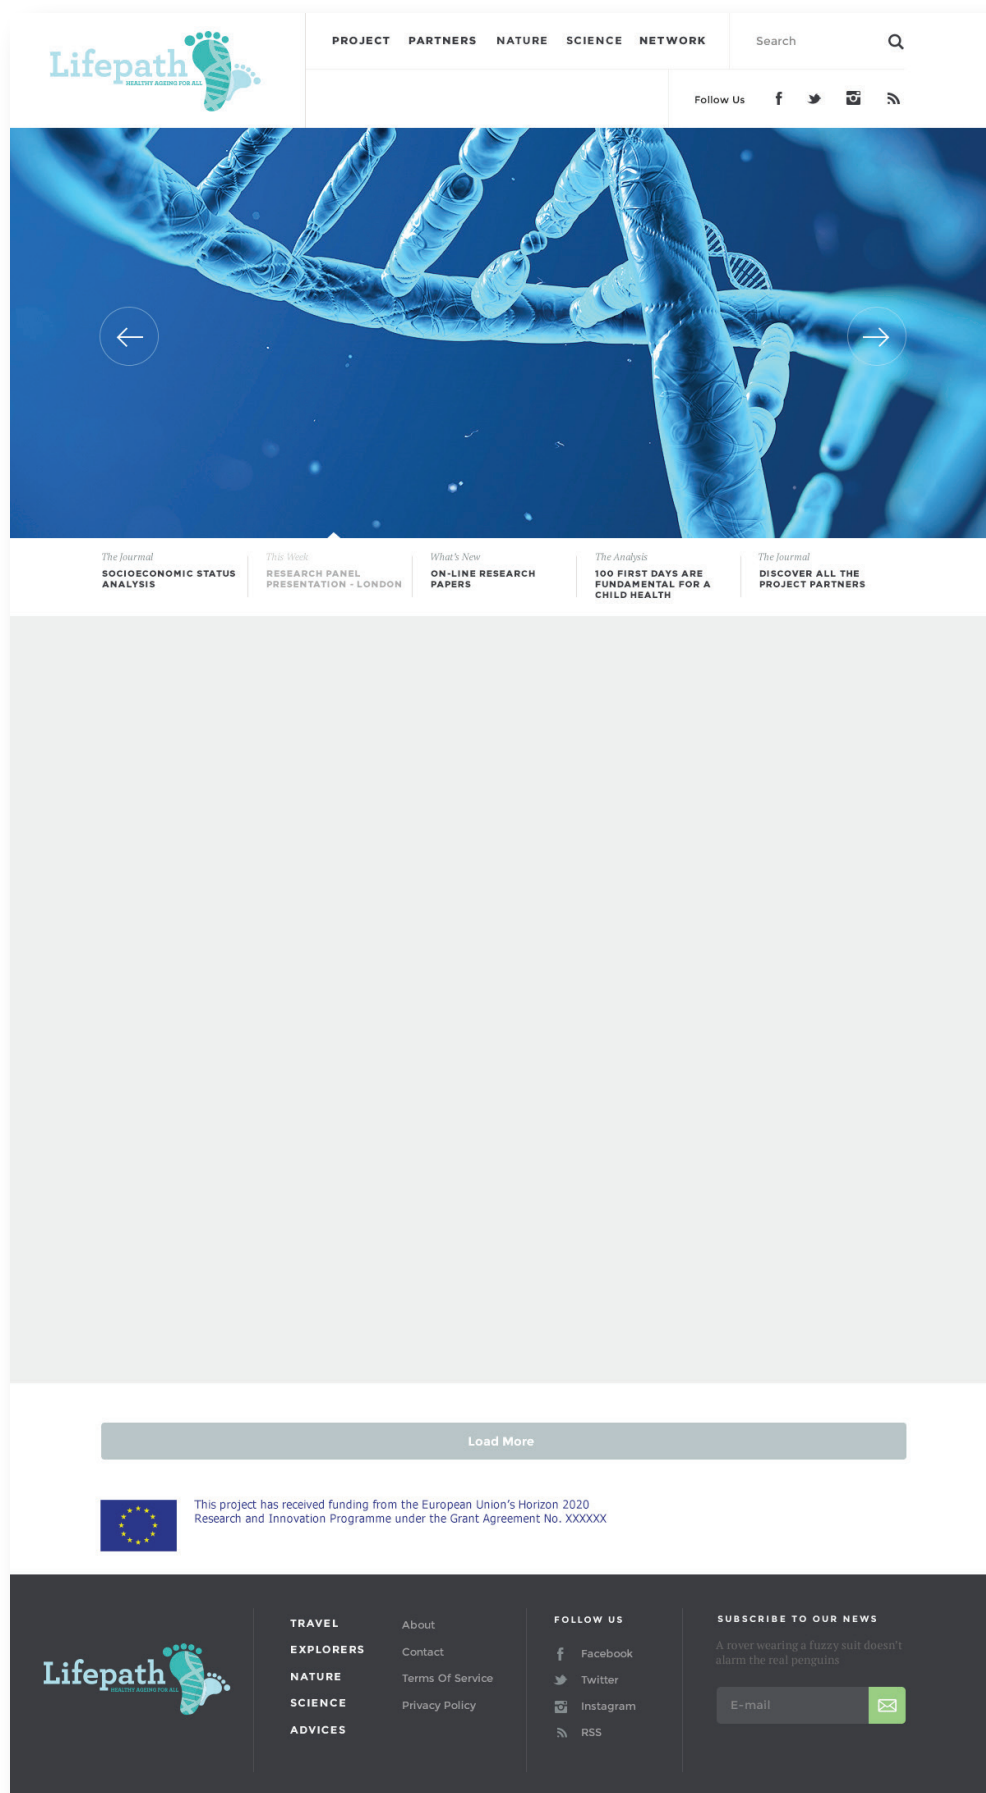 Lifepath
HEALTHY AGEING FOR ALL
PROJECT PARTNERS NATURE SCIENCE NETWORK
Search
Follow Us
The Journal
SOCIOECONOMIC STATUS
ANALYSIS
This Week
RESEARCH PANEL
PRESENTATION - LONDON
What's New
ON-LINE RESEARCH
PAPERS
The Analysis
100 FIRST DAYS ARE
FUNDAMENTAL FOR A
CHILD HEALTH
The Journal
DISCOVER ALL THE
PROJECT PARTNERS
Load More
This project has received funding from the European Union's Horizon 2020
Research and Innovation Programme under the Grant Agreement No. XXXXXX
Lifepath
HEALTHY AGEING FOR ALL
TRAVEL
EXPLORERS
NATURE
SCIENCE
ADVICES
About
Contact
Terms Of Service
Privacy Policy
FOLLOW US
Facebook
Twitter
Instagram
RSS
SUBSCRIBE TO OUR NEWS
A rover wearing a fuzzy suit doesn't
alarm the real penguins
E-mail